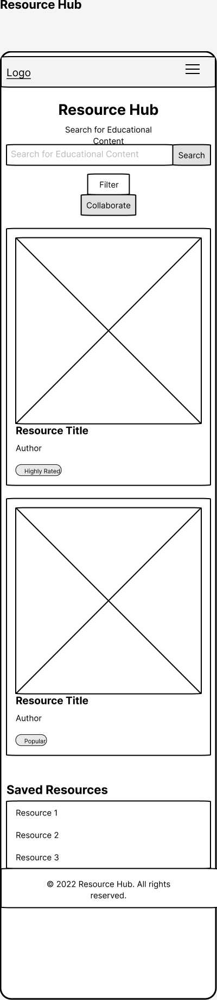 Resource Hub
Logo
Resource Hub
Search for Educational
Content
Search for Educational Content
Search
Filter
Collaborate
Resource Title
Author
Highly Rated
Resource Title
Author
Popular
Saved Resources
Resource 1
Resource 2
Resource 3
© 2022 Resource Hub. All rights
reserved.